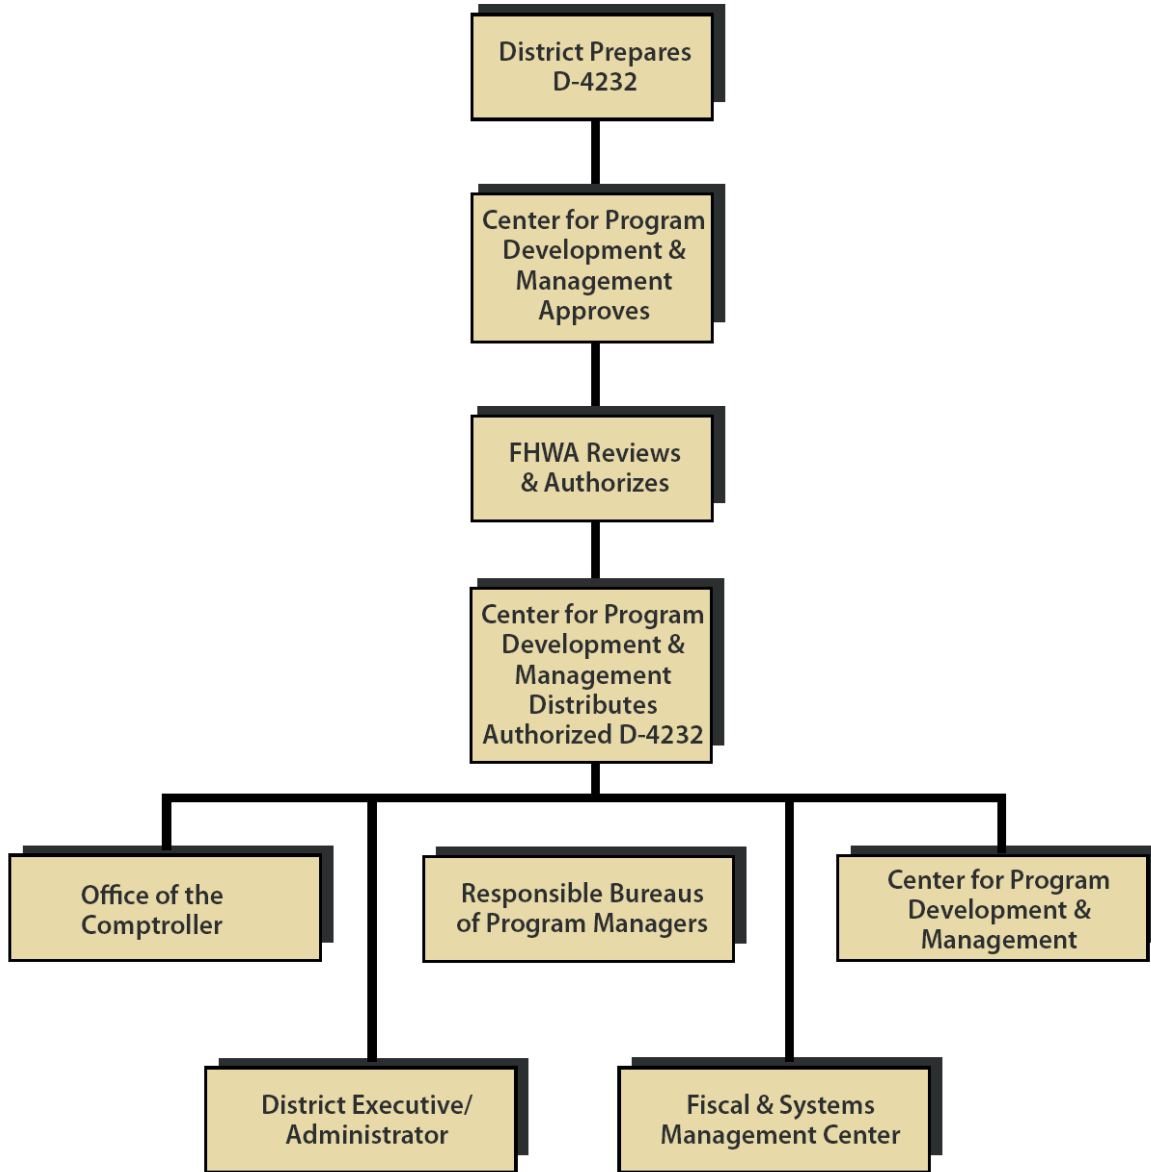 District Prepares
D-4232
Center for Program
Development &
Management
Approves
FHWA Reviews
& Authorizes
Center for Program
Development &
Management
Distributes
Authorized D-4232
Office of the
Comptroller
Responsible Bureaus
of Program Managers
Center for Program
Development &
Management
District Executive/
Administrator
Fiscal & Systems
Management Center